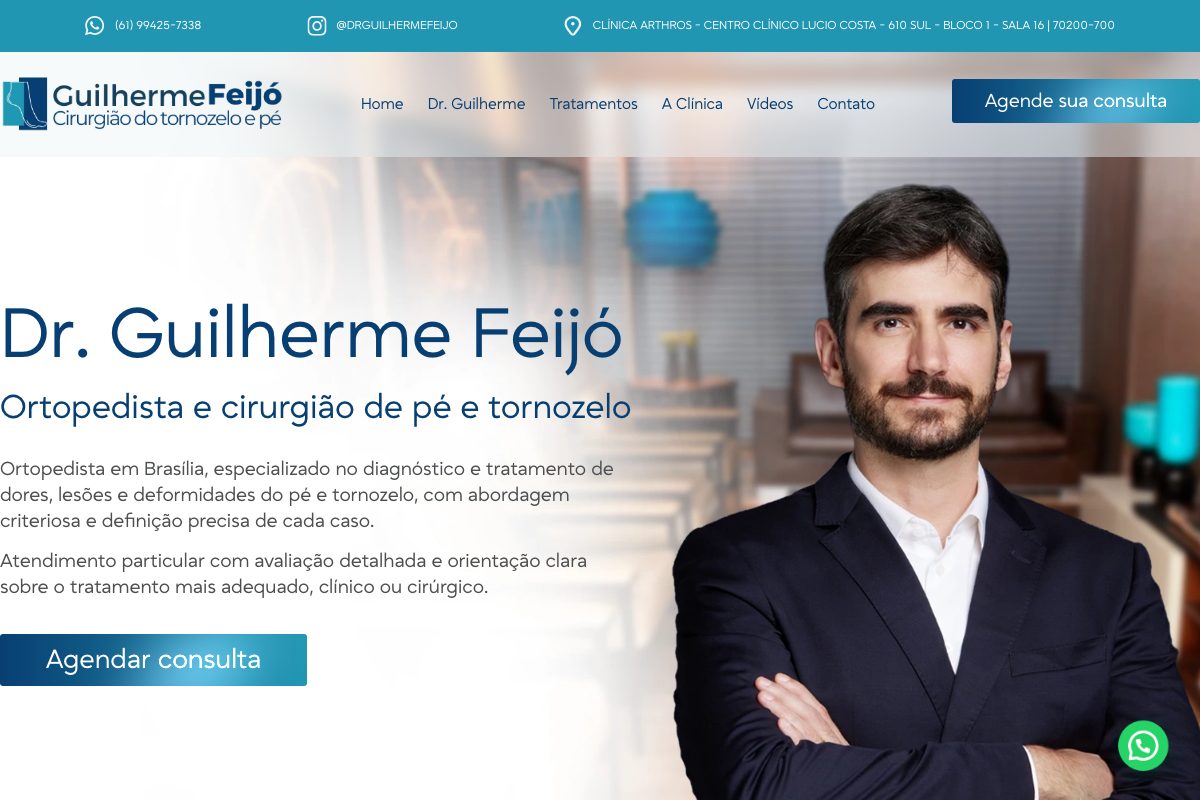 (61) 99425-7338
@DRGUILHERMEFEIJO
CLÍNICA ARTHROS - CENTRO CLÍNICO LUCIO COSTA - 610 SUL - BLOCO 1 - SALA 16 | 70200-700
Guilherme Feijó
Cirurgião do tornozelo e pé
Home
Dr. Guilherme
Tratamentos
A Clínica
Vídeos
Contato
Agende sua consulta
Dr. Guilherme Feijó
Ortopedista e cirurgião de pé e tornozelo
Ortopedista em Brasília, especializado no diagnóstico e tratamento de
dores, lesões e deformidades do pé e tornozelo, com abordagem
criteriosa e definição precisa de cada caso.
Atendimento particular com avaliação detalhada e orientação clara
sobre o tratamento mais adequado, clínico ou cirúrgico.
Agendar consulta